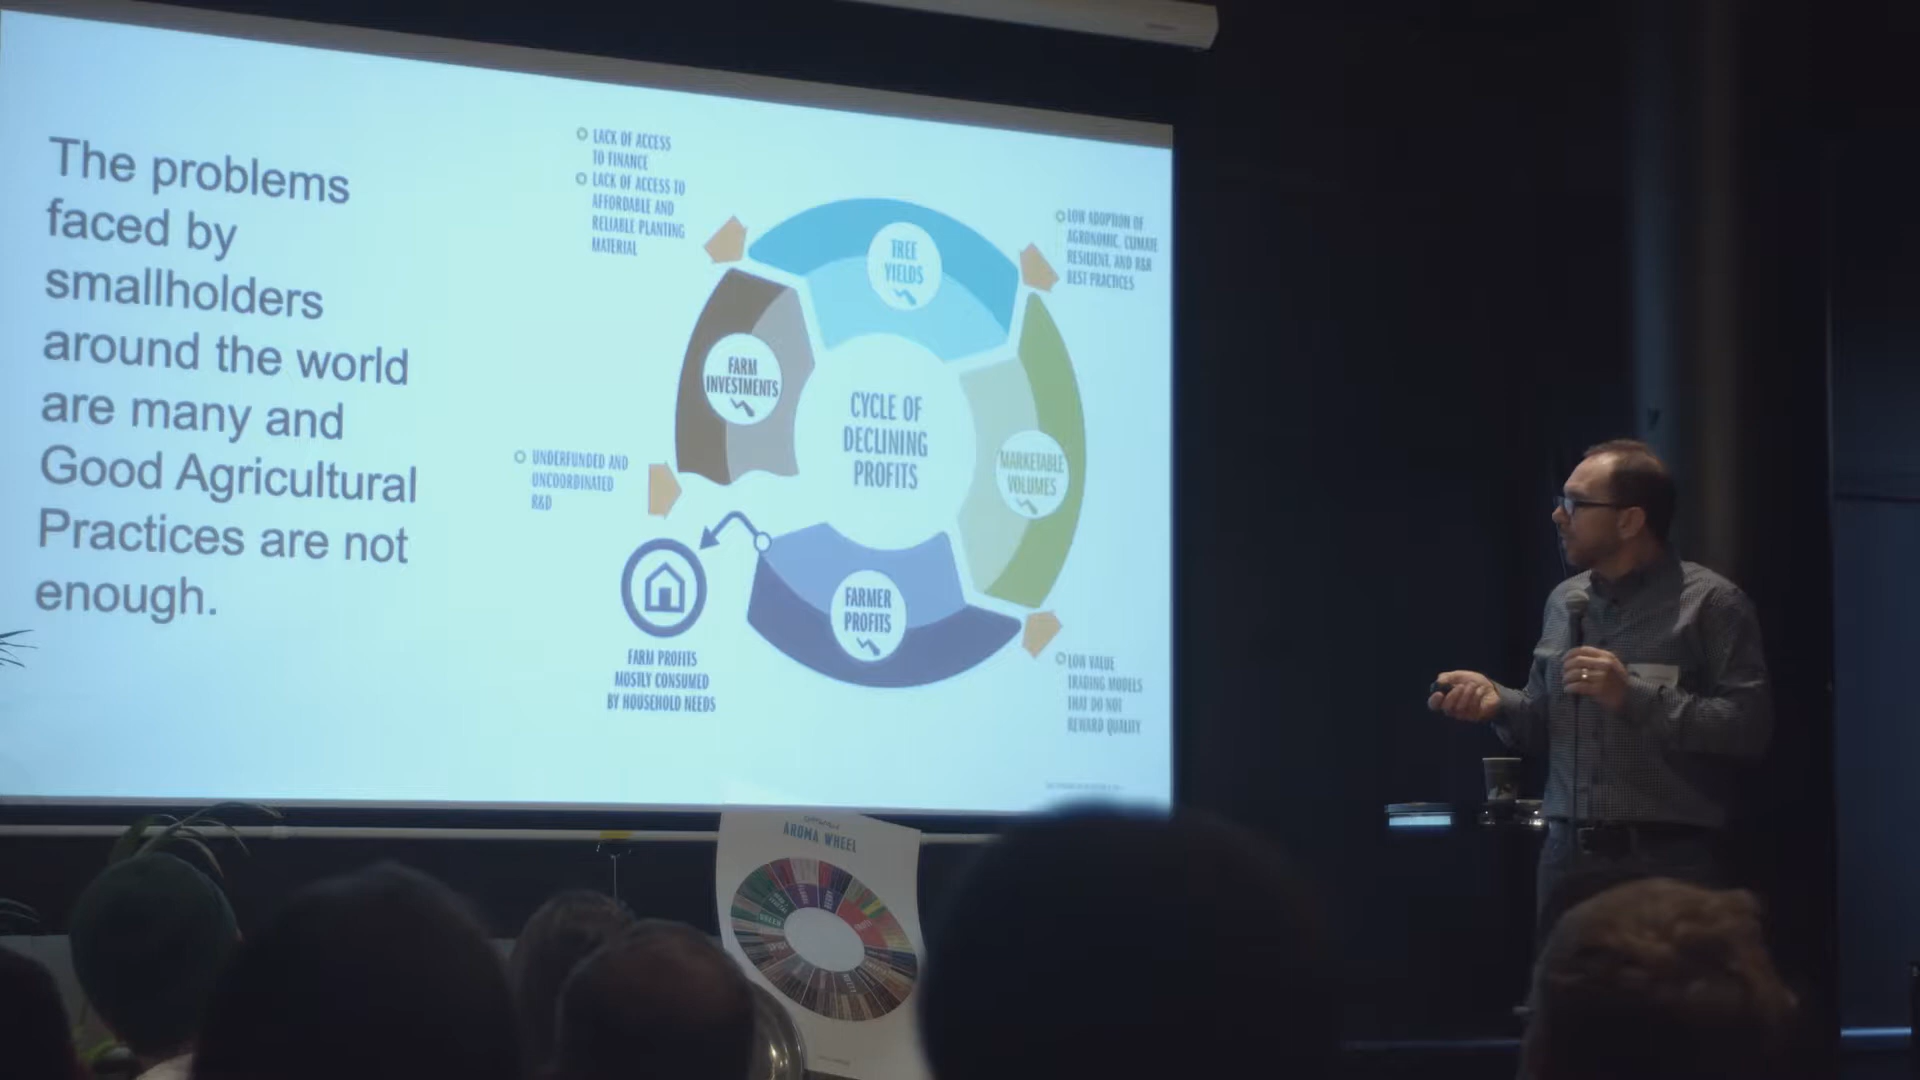 The problems
faced by
smallholders
around the world
are many and
Good Agricultural
Practices are not
enough.
LACK OF ACCESS
TO FINANCE
LACK OF ACCESS TO
AFFORDABLE AND
RELIABLE PLANTING
MATERIAL
TREE
YIELDS
LOW ADOPTION OF
AGRONOMIC, CLIMATE
RESILIENT, AND R&R
BEST PRACTICES
FARM
INVESTMENTS
CYCLE OF
DECLINING
PROFITS
MARKETABLE
VOLUMES
UNDERFUNDED AND
UNCOORDINATED
R&D
FARMER
PROFITS
FARM PROFITS
MOSTLY CONSUMED
BY HOUSEHOLD NEEDS
LOW VALUE
TRADING MODELS
THAT DO NOT
REWARD QUALITY
AROMA WHEEL